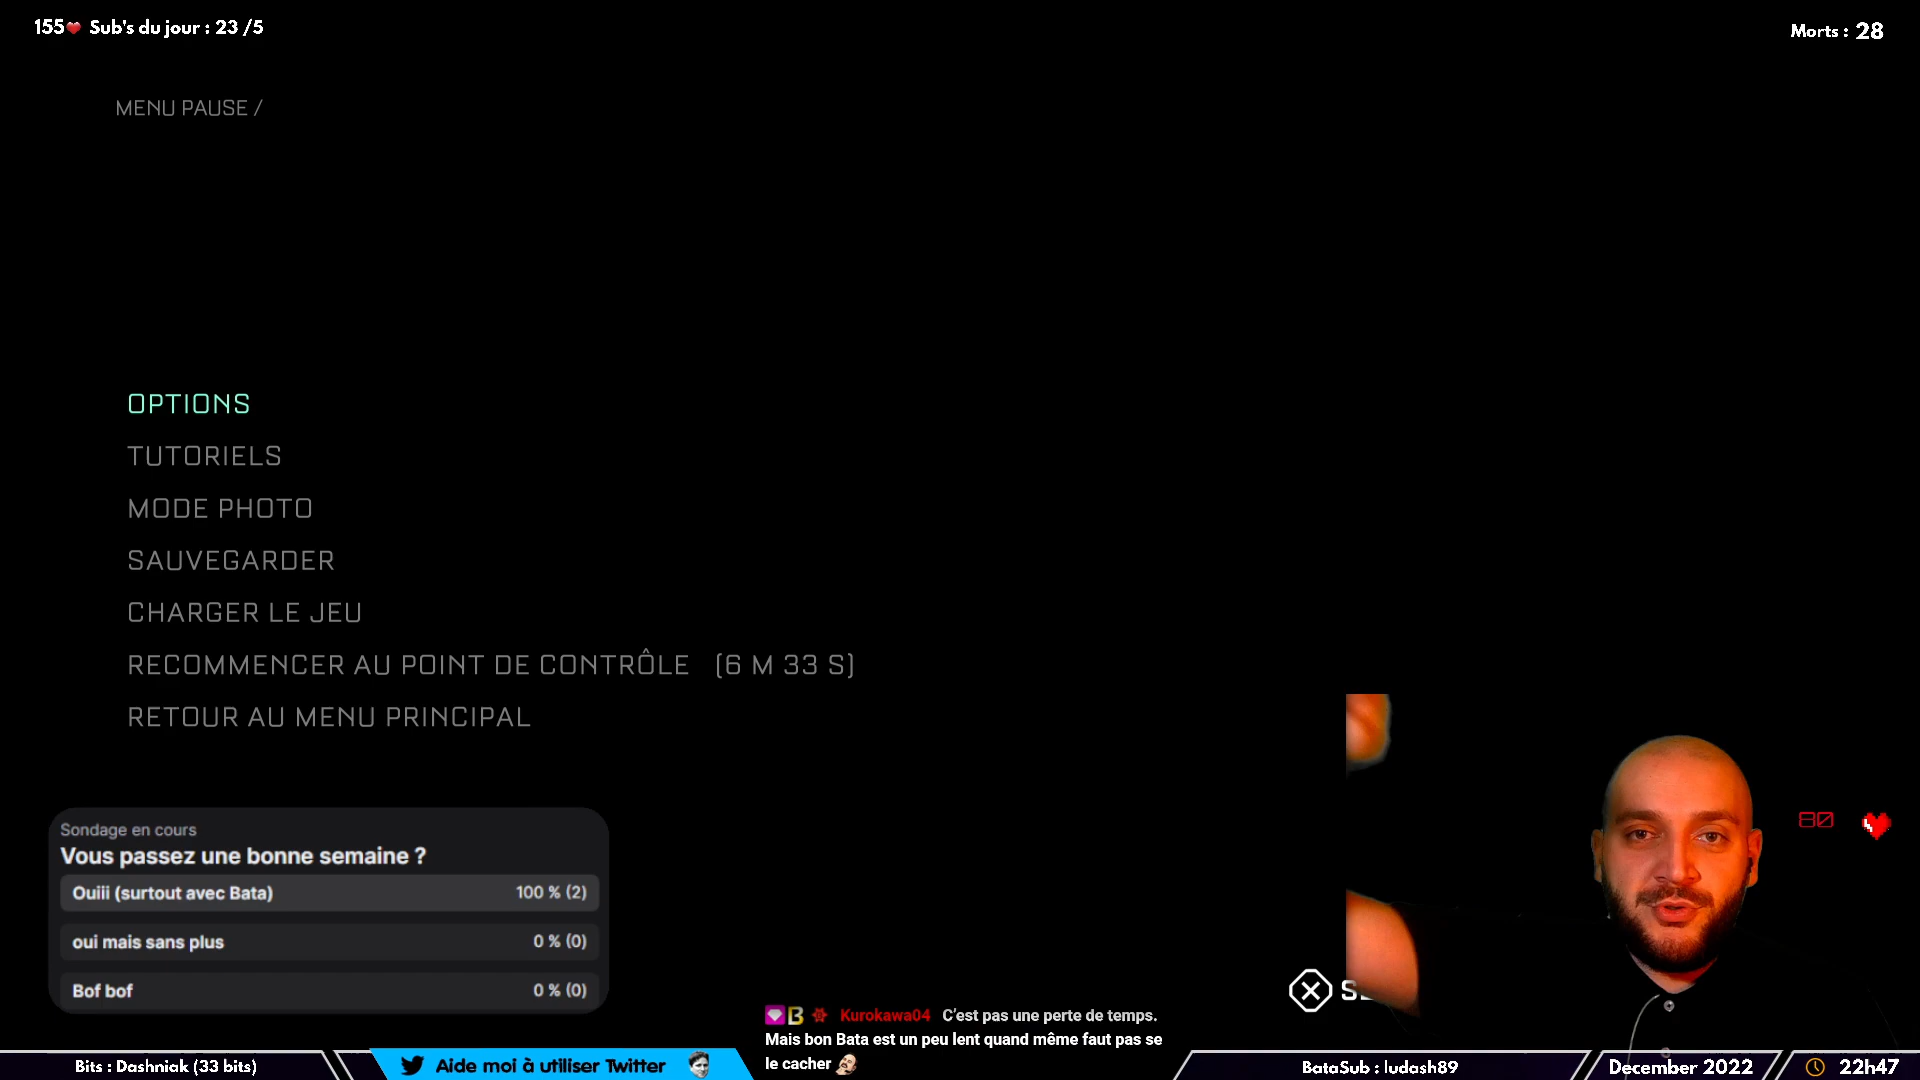 155 Sub's du jour : 23 /5
Morts : 28
MENU PAUSE /
OPTIONS
TUTORIELS
MODE PHOTO
SAUVEGARDER
CHARGER LE JEU
RECOMMENCER AU POINT DE CONTRÔLE (6 M 33 S)
RETOUR AU MENU PRINCIPAL
Sondage en cours
Vous passez une bonne semaine ?
Ouiii (surtout avec Bata) 100 % (2)
oui mais sans plus 0 % (0)
Bof bof 0 % (0)
80
Kurokawa04 C'est pas une perte de temps.
Mais bon Bata est un peu lent quand même faut pas se
le cacher
Bits : Dashniak (33 bits)
Aide moi à utiliser Twitter
BataSub : ludash89
December 2022
22h47